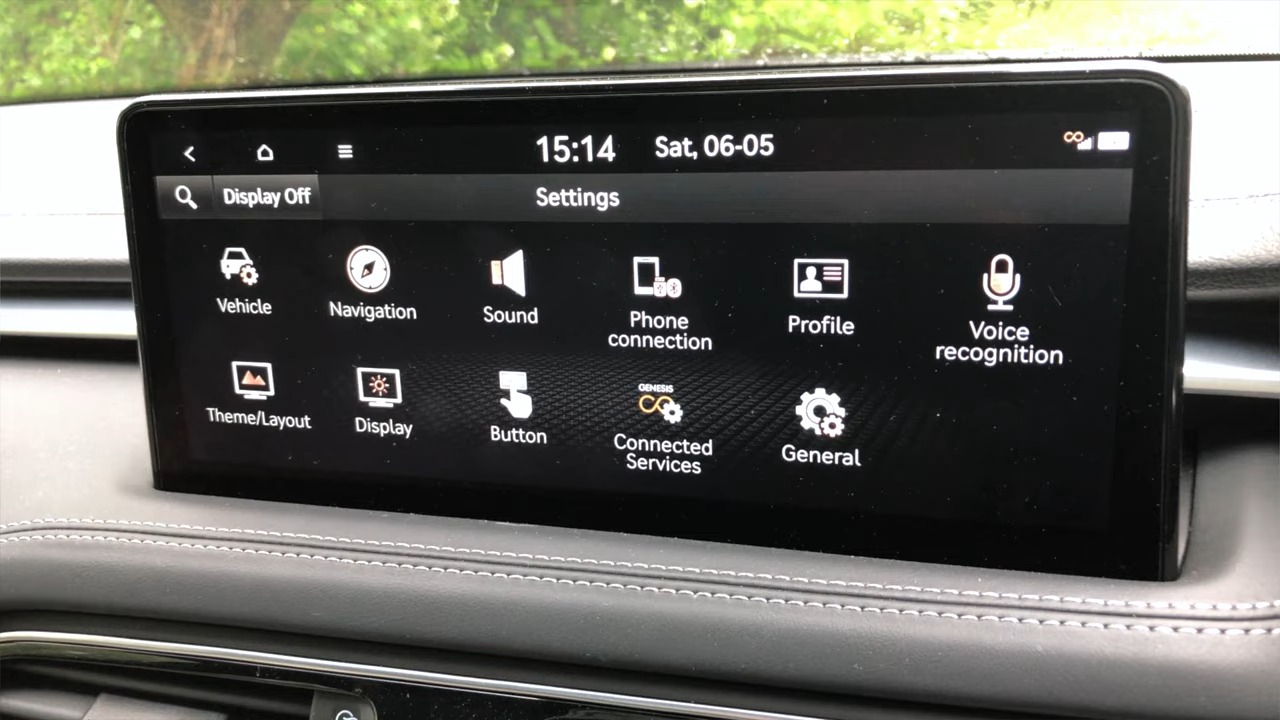 15:14 Sat, 06-05
Display Off Settings
Vehicle Navigation Sound Phone connection Profile Voice recognition
Theme/Layout Display Button GENESIS Connected Services General